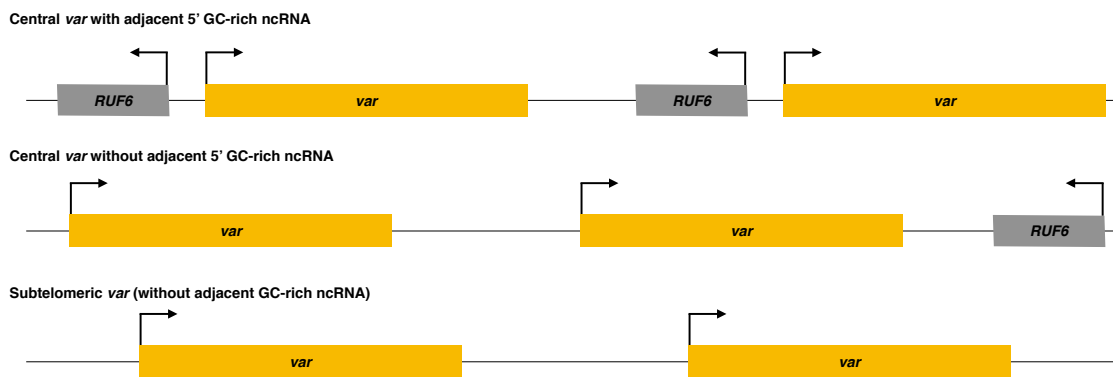 Central var with adjacent 5’ GC-rich ncRNA
RUF6 var RUF6 var
Central var without adjacent 5’ GC-rich ncRNA
var var RUF6
Subtelomeric var (without adjacent GC-rich ncRNA)
var var